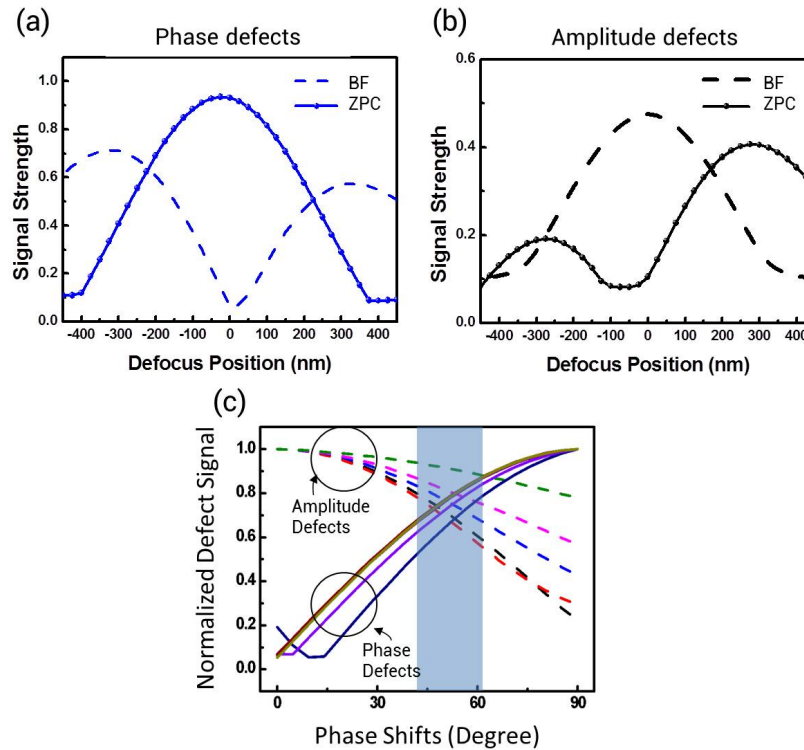 (a)
Phase defects
BF
ZPC
Signal Strength
1.0
0.8
0.6
0.4
0.2
0.0
-400 -300 -200 -100 0 100 200 300 400
Defocus Position (nm)
(b)
Amplitude defects
BF
ZPC
Signal Strength
0.6
0.4
0.2
0.0
-400 -300 -200 -100 0 100 200 300 400
Defocus Position (nm)
(c)
Normalized Defect Signal
1.0
0.8
0.6
0.4
0.2
0.0
Amplitude
Defects
Phase
Defects
0 30 60 90
Phase Shifts (Degree)